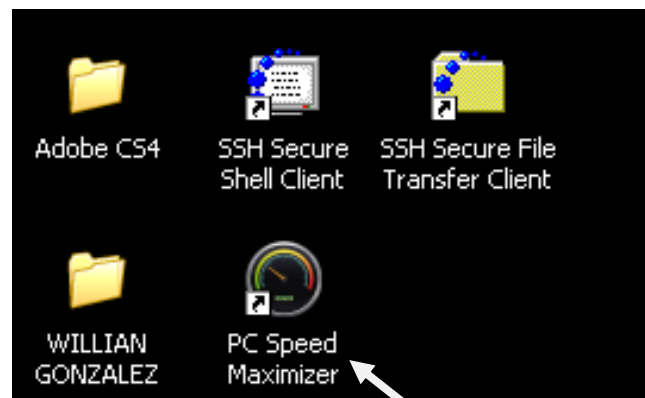 Adobe CS4
SSH Secure
Shell Client
SSH Secure File
Transfer Client
WILLIAN
GONZALEZ
PC Speed
Maximizer